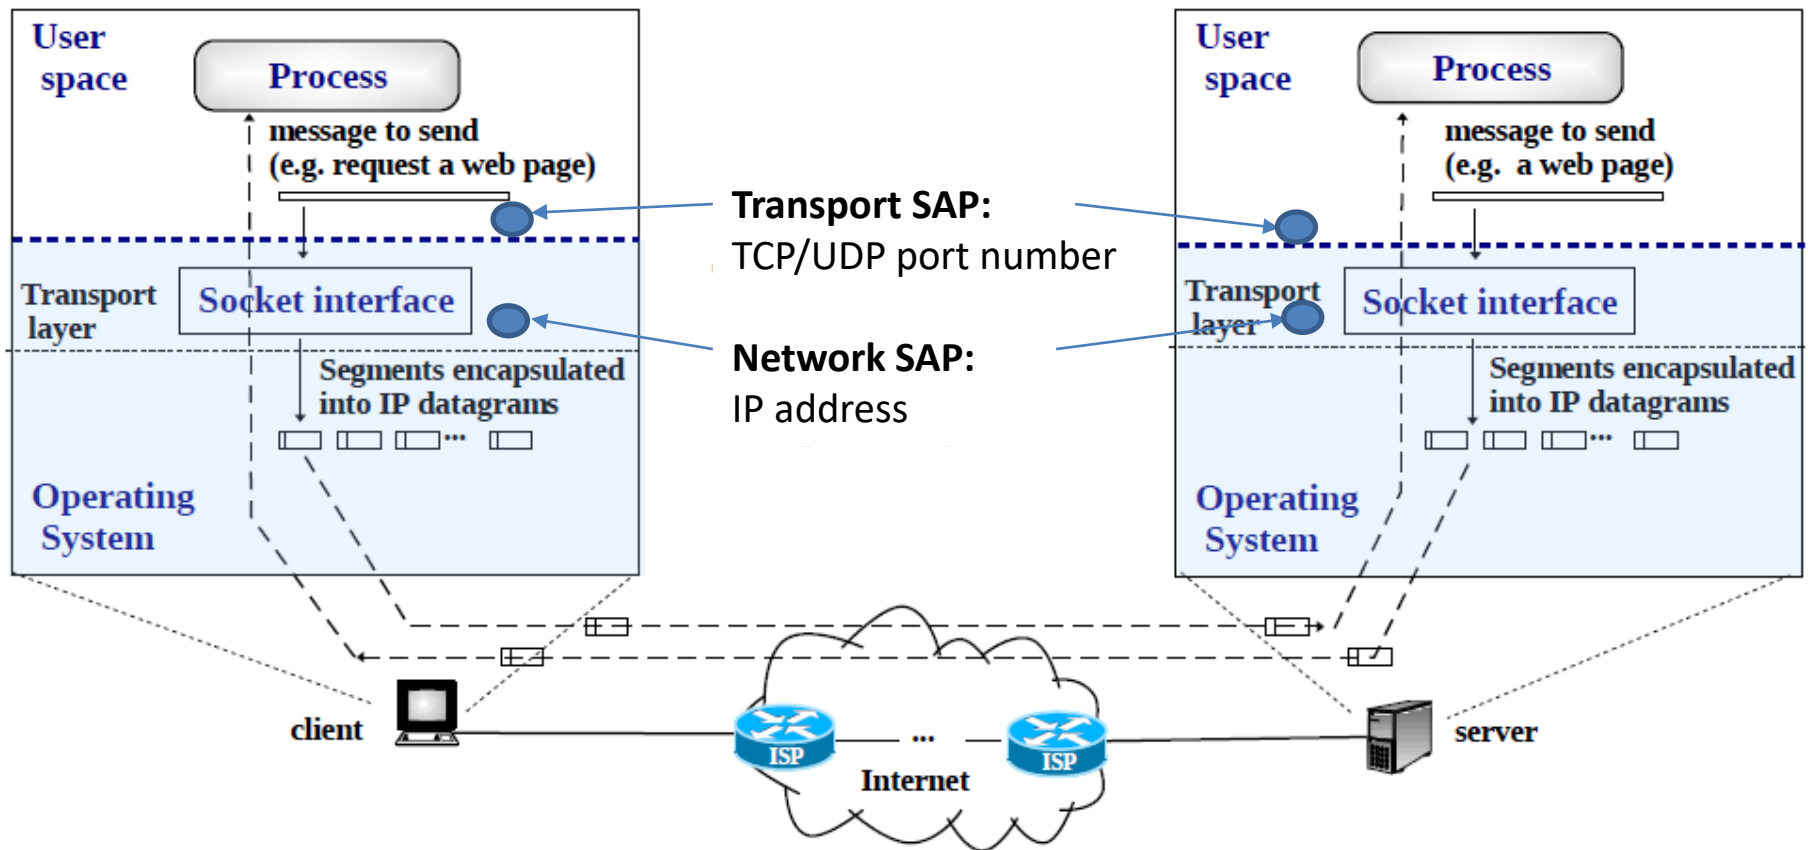 User
space
Process
message to send
(e.g. request a web page)
Transport
layer
Socket interface
Segments encapsulated
into IP datagrams
...
Operating
System
Transport SAP:
TCP/UDP port number
Network SAP:
IP address
User
space
Process
message to send
(e.g. a web page)
Transport
layer
Socket interface
Segments encapsulated
into IP datagrams
...
Operating
System
client
ISP
...
ISP
Internet
server